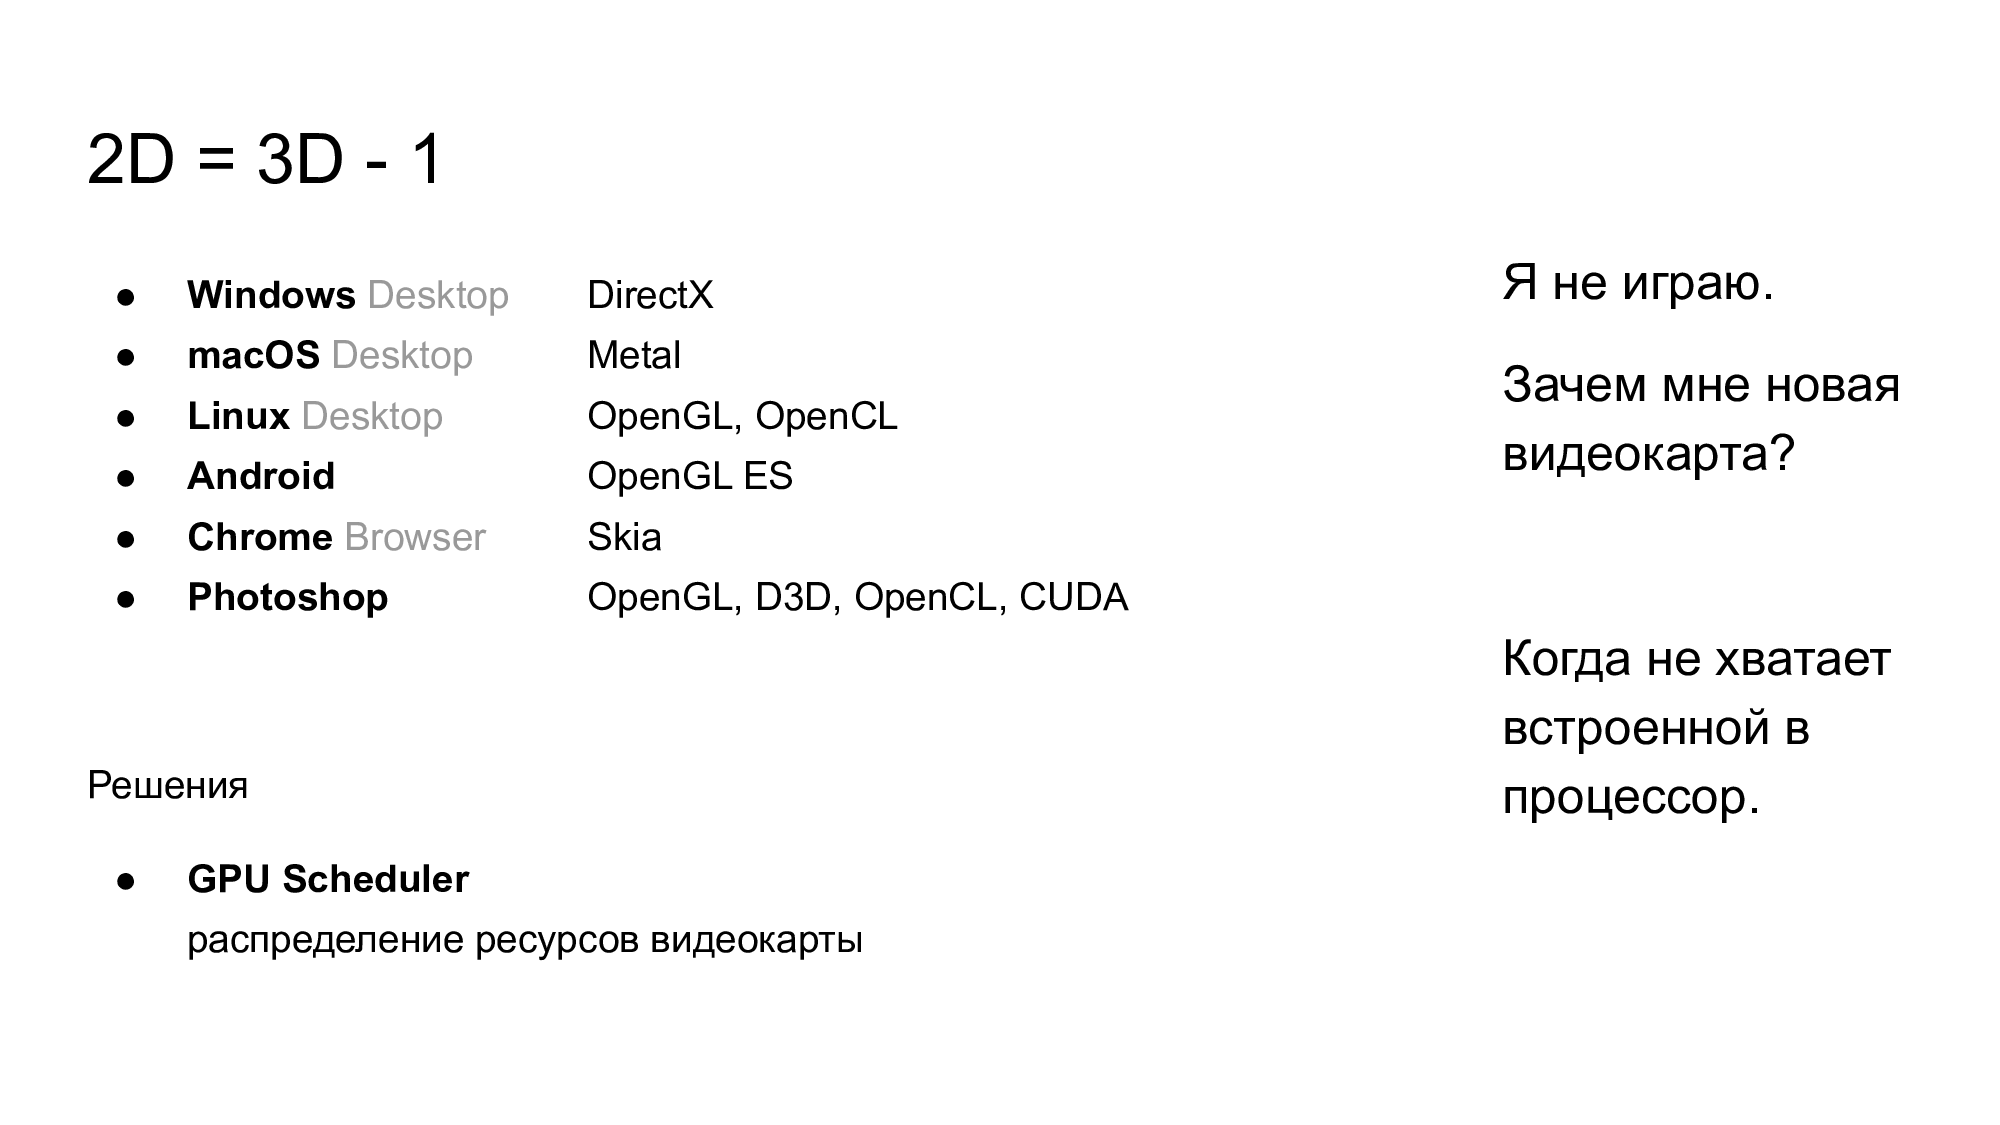 2D = 3D - 1
● Windows Desktop DirectX
● macOS Desktop Metal
● Linux Desktop OpenGL, OpenCL
● Android OpenGL ES
● Chrome Browser Skia
● Photoshop OpenGL, D3D, OpenCL, CUDA
Решения
● GPU Scheduler
распределение ресурсов видеокарты
Я не играю.
Зачем мне новая
видеокарта?
Когда не хватает
встроенной в
процессор.